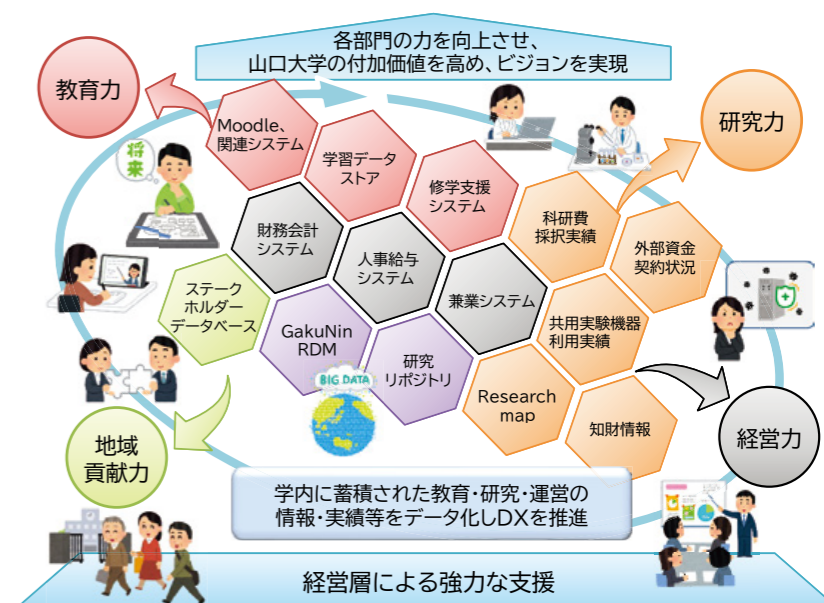 各部門の力を向上させ、
山口大学の付加価値を高め、ビジョンを実現
教育力
研究力
Moodle、
関連システム
学習データ
ストア
修学支援
システム
科研費
採択実績
外部資金
契約状況
将来
財務会計
システム
人事給与
システム
兼業システム
共用実験機器
利用実績
ステーク
ホルダー
データベース
GakuNin
RDM
研究
リポジトリ
Research
map
知財情報
BIG DATA
地域
貢献力
経営力
学内に蓄積された教育・研究・運営の
情報・実績等をデータ化しDXを推進
経営層による強力な支援